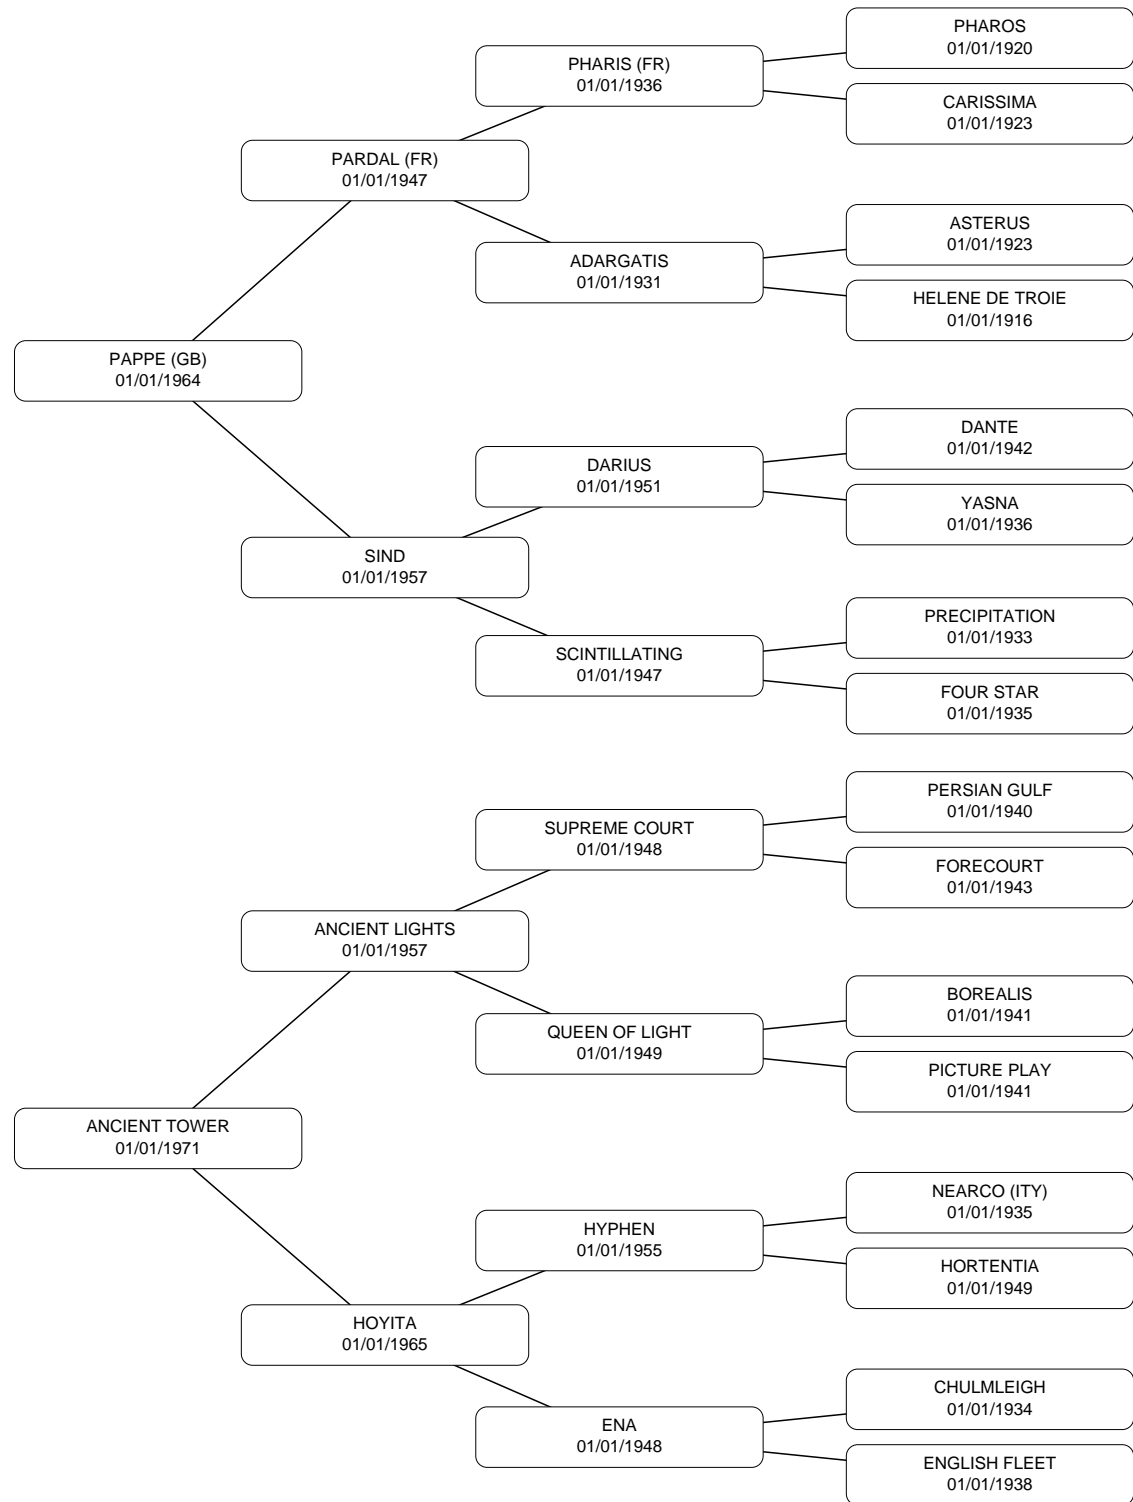 PHAROS
01/01/1920
PHARIS (FR)
01/01/1936
CARISSIMA
01/01/1923
PARDAL (FR)
01/01/1947
ASTERUS
01/01/1923
ADARGATIS
01/01/1931
HELENE DE TROIE
01/01/1916
PAPPE (GB)
01/01/1964
DANTE
01/01/1942
DARIUS
01/01/1951
YASNA
01/01/1936
SIND
01/01/1957
PRECIPITATION
01/01/1933
SCINTILLATING
01/01/1947
FOUR STAR
01/01/1935
PERSIAN GULF
01/01/1940
SUPREME COURT
01/01/1948
FORECOURT
01/01/1943
ANCIENT LIGHTS
01/01/1957
BOREALIS
01/01/1941
QUEEN OF LIGHT
01/01/1949
PICTURE PLAY
01/01/1941
ANCIENT TOWER
01/01/1971
NEARCO (ITY)
01/01/1935
HYPHEN
01/01/1955
HORTENTIA
01/01/1949
HOYITA
01/01/1965
CHULMLEIGH
01/01/1934
ENA
01/01/1948
ENGLISH FLEET
01/01/1938